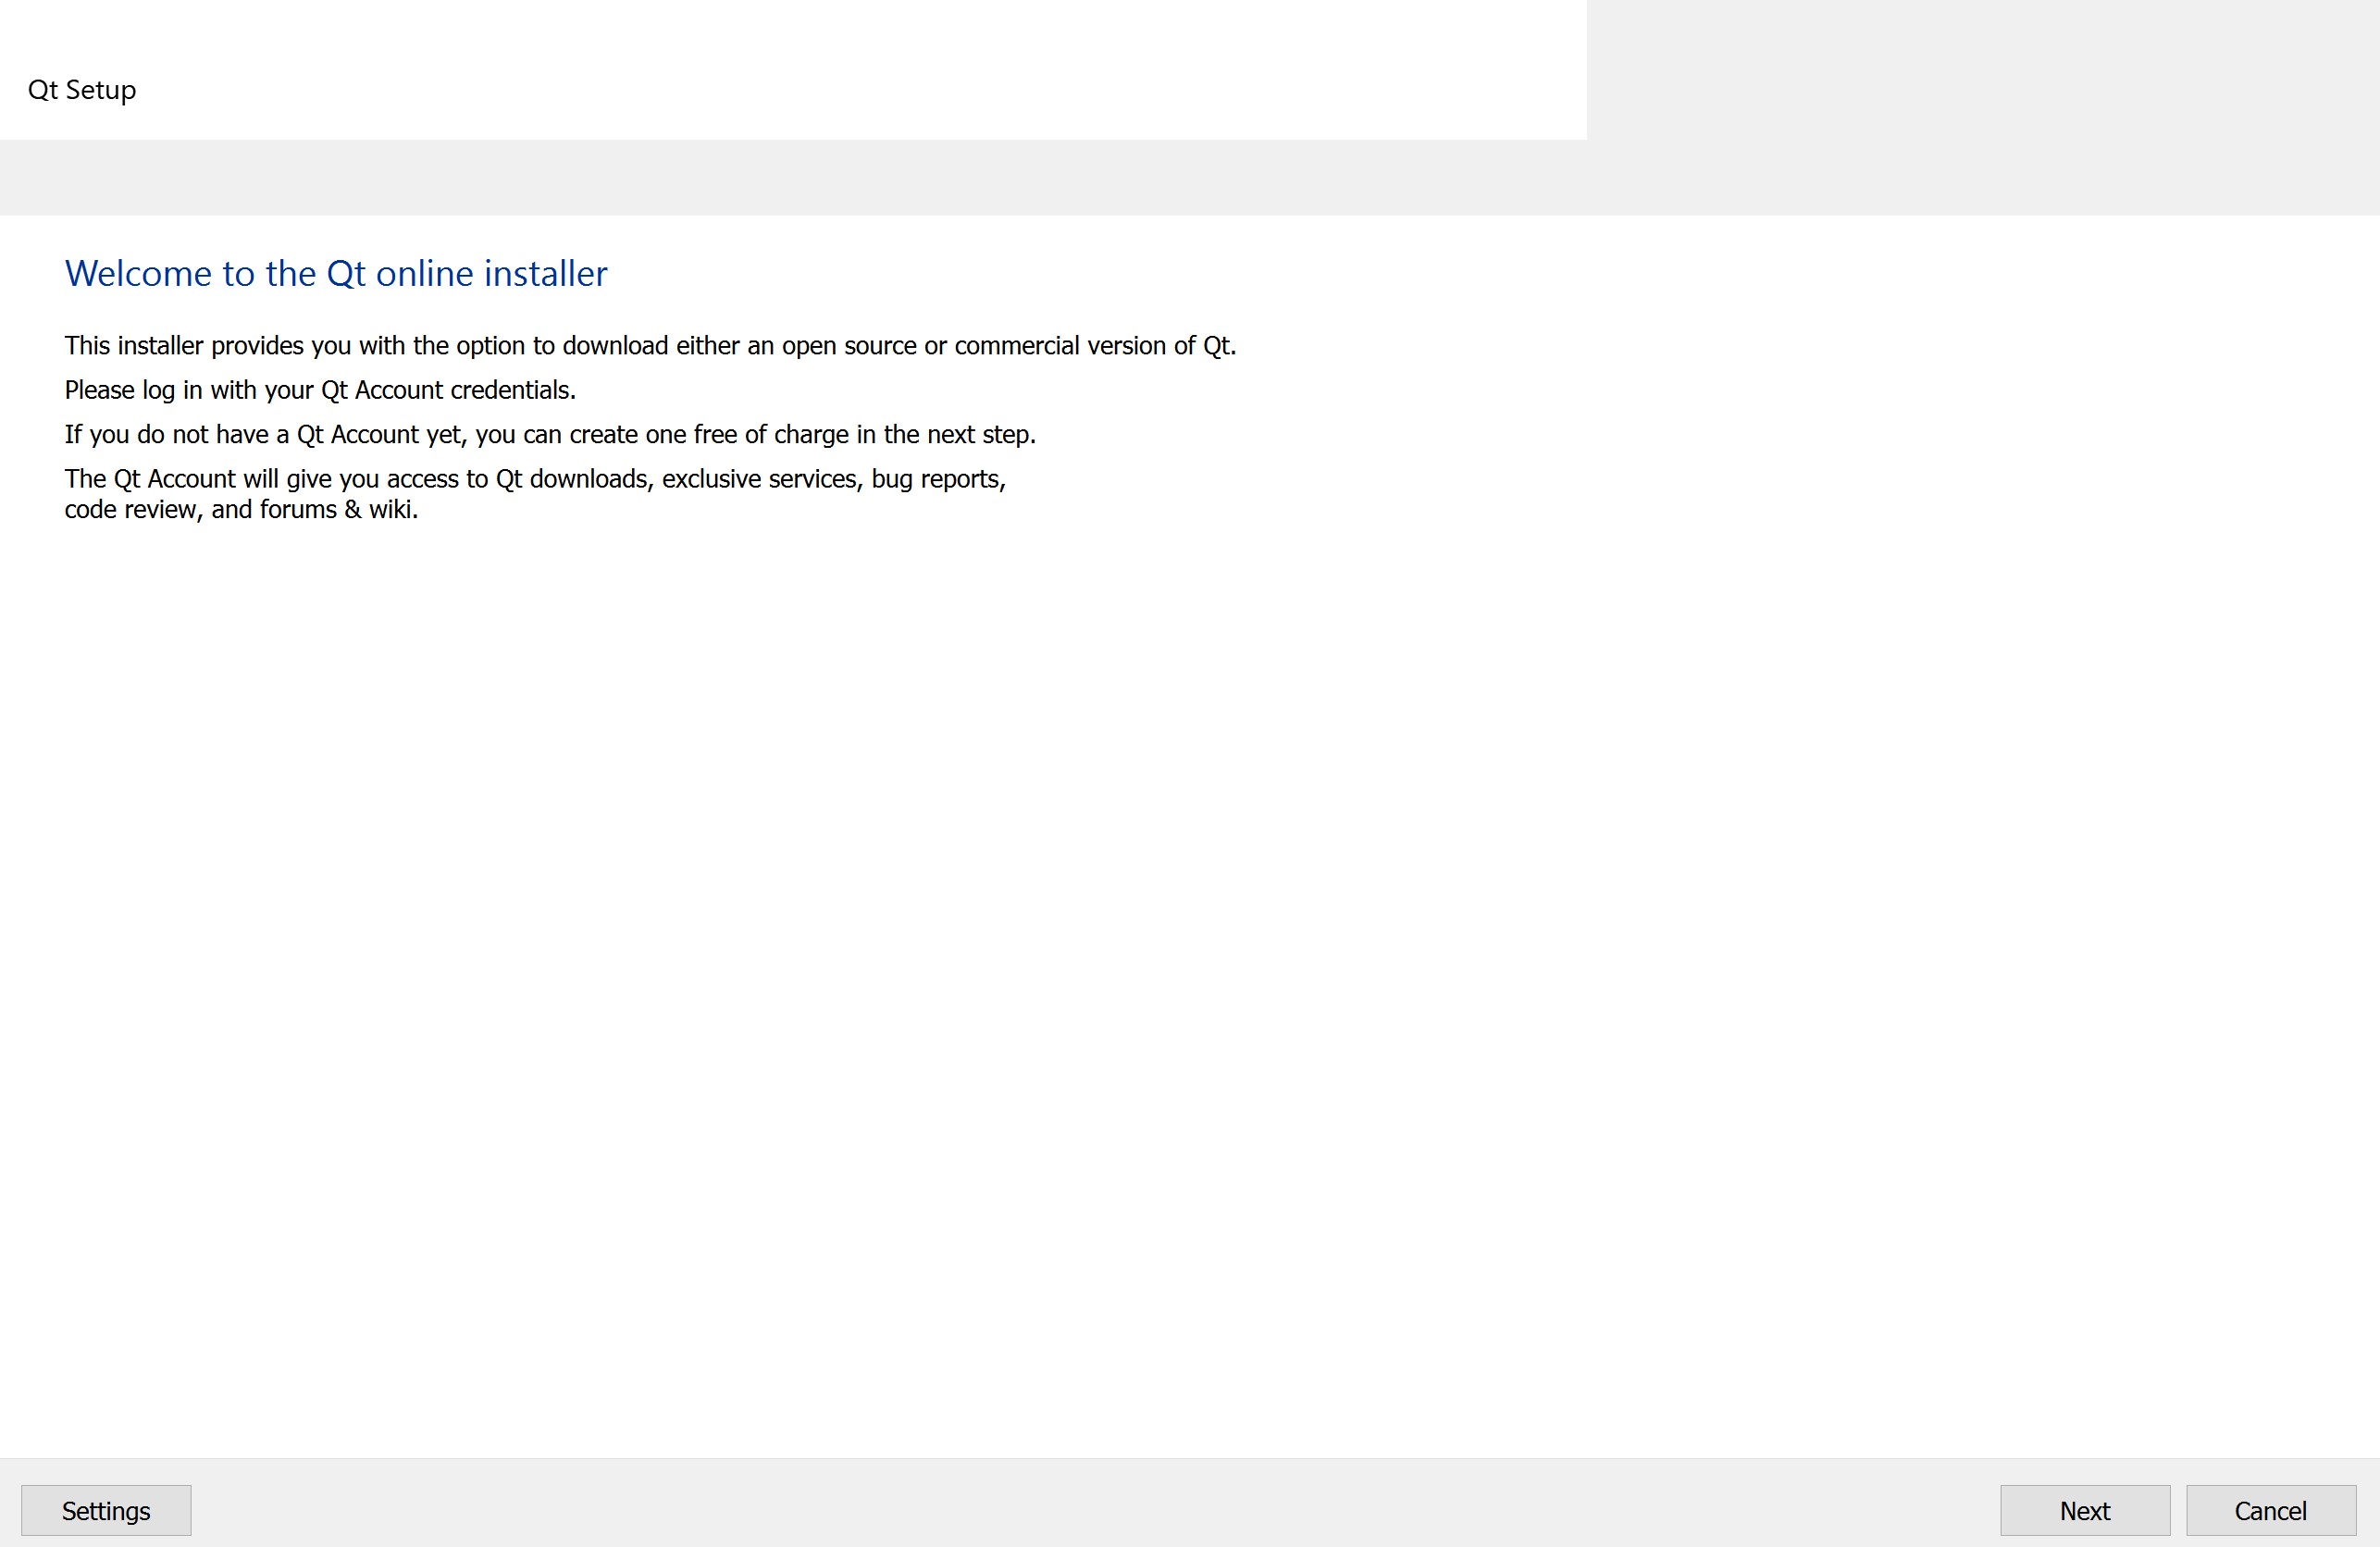 Qt Setup
Welcome to the Qt online installer
This installer provides you with the option to download either an open source or commercial version of Qt.
Please log in with your Qt Account credentials.
If you do not have a Qt Account yet, you can create one free of charge in the next step.
The Qt Account will give you access to Qt downloads, exclusive services, bug reports,
code review, and forums & wiki.
Settings
Next
Cancel